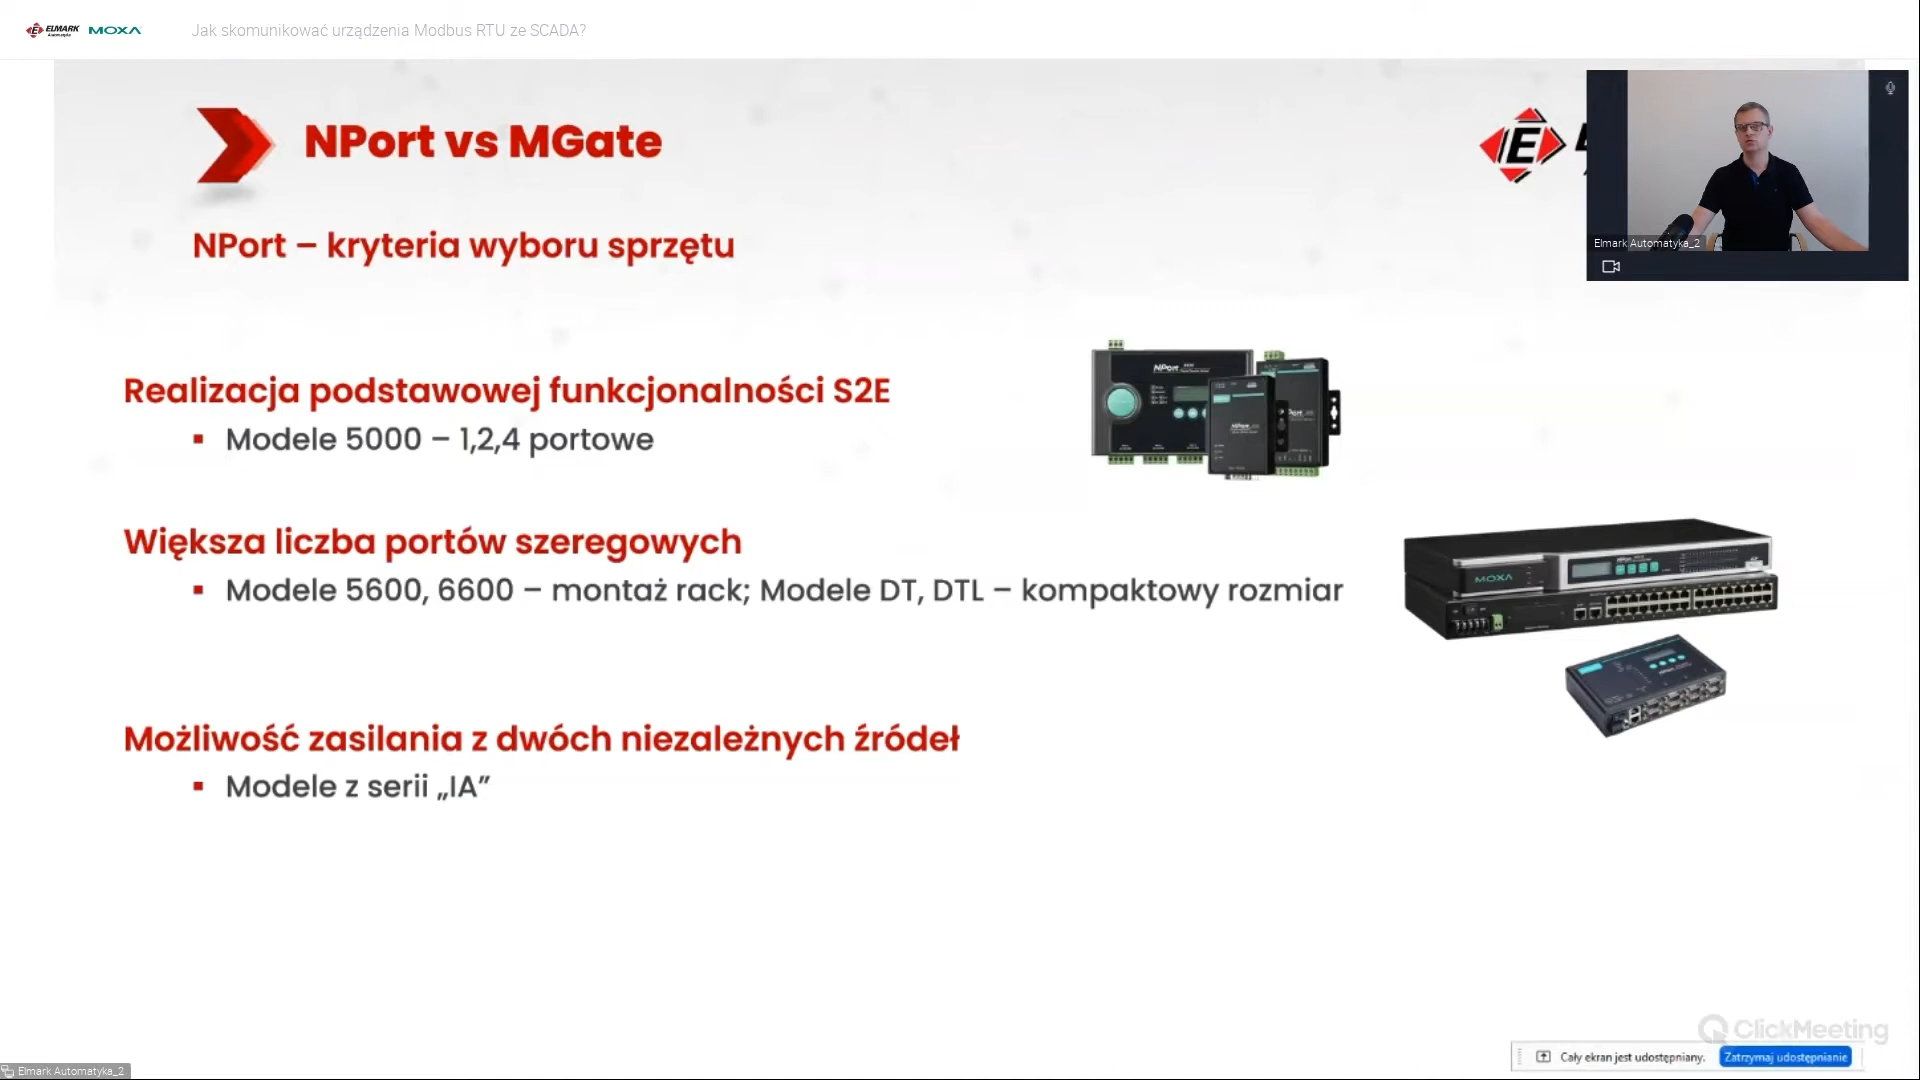 ELMARK
Automatyka
MOXA
Jak skomunikować urządzenia Modbus RTU ze SCADA?
NPort vs MGate
E
Elmark Automatyka_2
NPort – kryteria wyboru sprzętu
Realizacja podstawowej funkcjonalności S2E
▪ Modele 5000 – 1,2,4 portowe
NPort
NPort
Większa liczba portów szeregowych
▪ Modele 5600, 6600 – montaż rack; Modele DT, DTL – kompaktowy rozmiar
MOXA
Możliwość zasilania z dwóch niezależnych źródeł
▪ Modele z serii „IA”
ClickMeeting
Cały ekran jest udostępniany.
Zatrzymaj udostępnianie
Elmark Automatyka_2